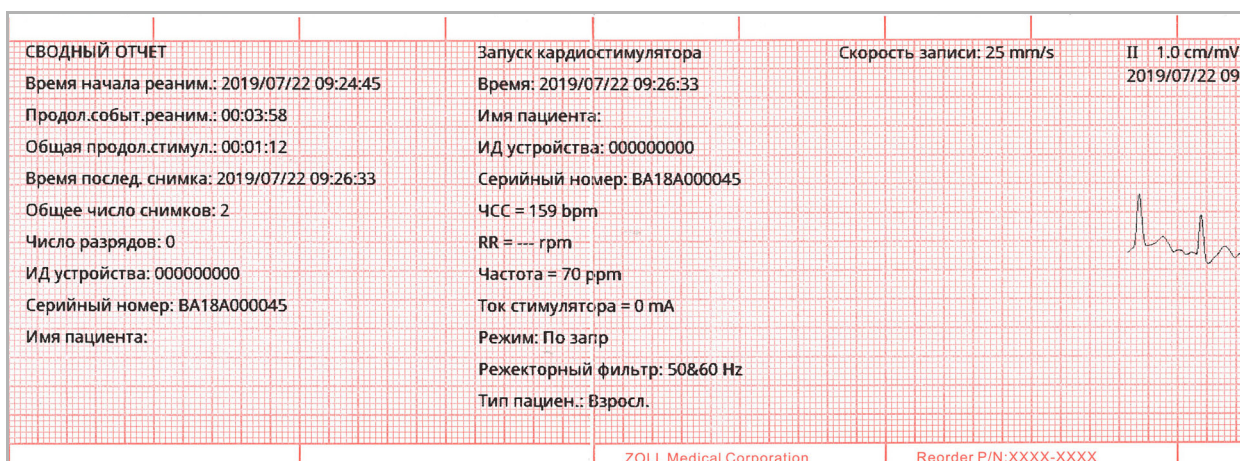 СВОДНЫЙ ОТЧЕТ
Время начала реаним.: 2019/07/22 09:24:45
Продол.событ.реаним.: 00:03:58
Общая продол.стимул.: 00:01:12
Время послед. снимка: 2019/07/22 09:26:33
Общее число снимков: 2
Число разрядов: 0
ИД устройства: 000000000
Серийный номер: BA18A000045
Имя пациента:
Запуск кардиостимулятора
Время: 2019/07/22 09:26:33
Имя пациента:
ИД устройства: 000000000
Серийный номер: BA18A000045
ЧСС = 159 bpm
RR = --- rpm
Частота = 70 ppm
Ток стимулятора = 0 mA
Режим: По запр
Режекторный фильтр: 50&60 Hz
Тип пациен.: Взросл.
Скорость записи: 25 mm/s
II 1.0 cm/mV
2019/07/22 09
ZOLL Medical Corporation
Reorder P/N:XXXX-XXXX